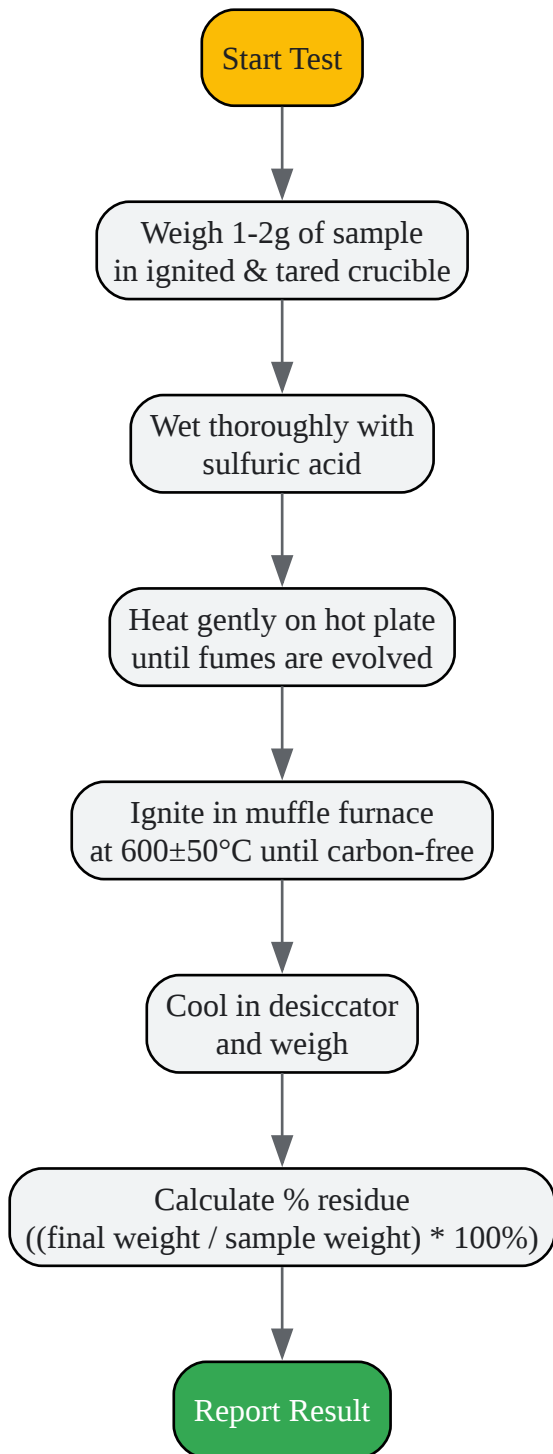 Start Test
Weigh 1-2g of sample
in ignited & tared crucible
Wet thoroughly with
sulfuric acid
Heat gently on hot plate
until fumes are evolved
Ignite in muffle furnace
at 600±50°C until carbon-free
Cool in desiccator
and weigh
Calculate % residue
((final weight / sample weight) * 100%)
Report Result